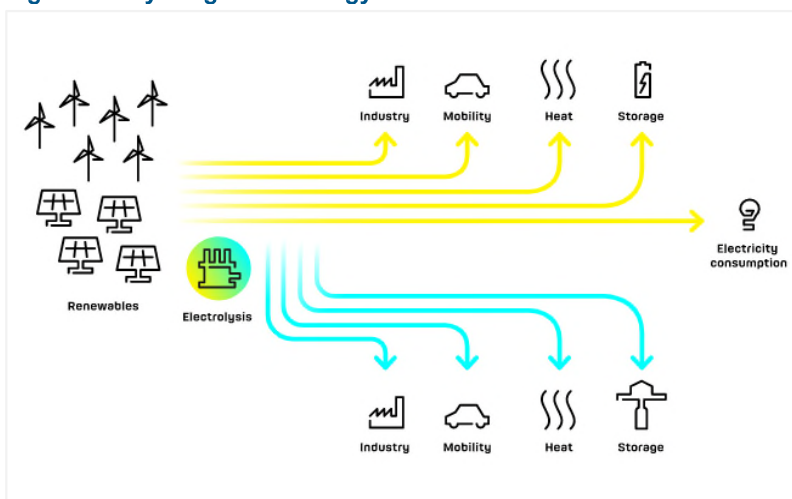 Industry Mobility Heat Storage
Electricity
consumption
Renewables
Electrolysis
Industry Mobility Heat Storage